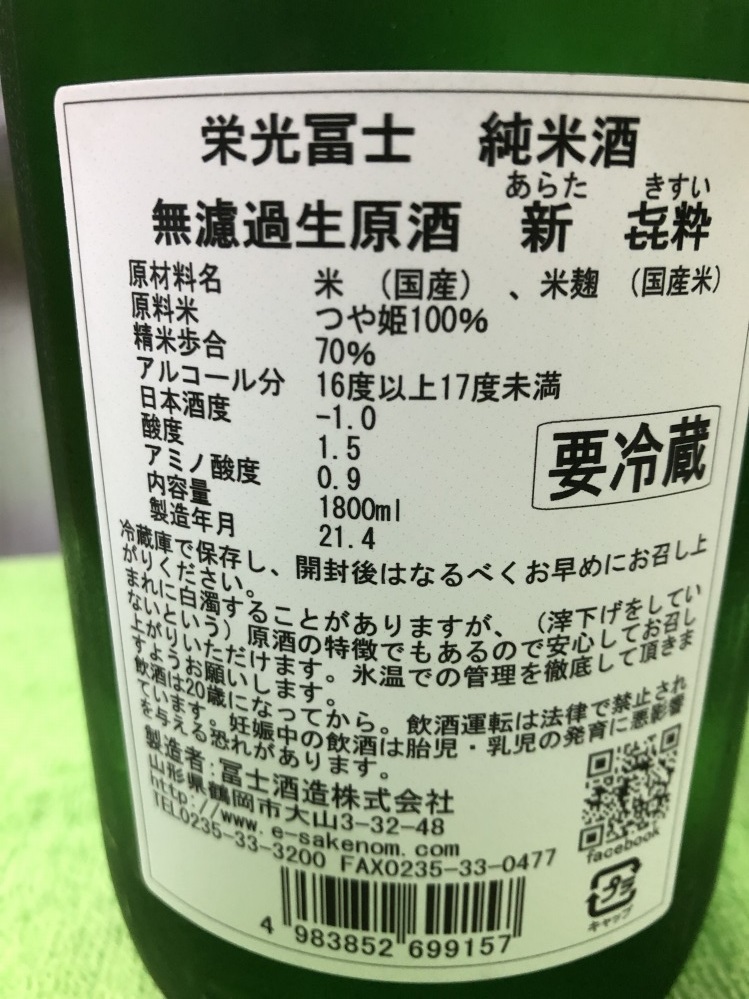 栄光冨士 純米酒
あらた きすい
無濾過生原酒 新 㐂粋
原材料名 米 （国産）、米麹 （国産米）
原料米 つや姫100%
精米歩合 70%
アルコール分 16度以上17度未満
日本酒度 -1.0
酸度 1.5
アミノ酸度 0.9
内容量 1800ml
製造年月 21.4
要冷蔵
冷蔵庫で保存し、開封後はなるべくお早めにお召し上
がりください。
まれに白濁することがありますが、（滓下げをしてい
ないという）原酒の特徴でもあるので安心してお召し
上がりいただけます。氷温での管理を徹底して頂きま
すようお願いします。
飲酒は20歳になってから。飲酒運転は法律で禁止され
ています。妊娠中の飲酒は胎児・乳児の発育に悪影響
を与える恐れがあります。
製造者：冨士酒造株式会社
山形県鶴岡市大山3-32-48
http://www.e-sakenom.com
TEL0235-33-3200 FAX0235-33-0477
facebook
プラ
キャップ
4 983852 699157